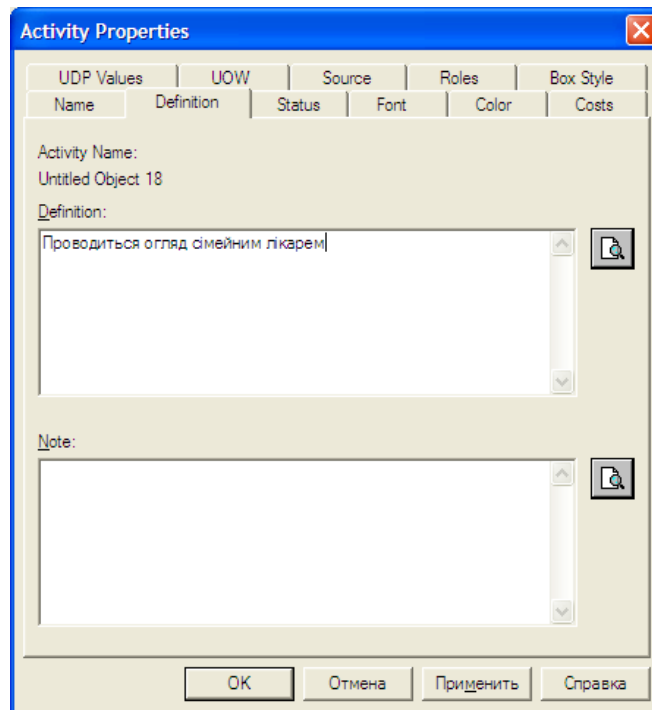 Activity Properties
UDP Values UOW Source Roles Box Style
Name Definition Status Font Color Costs
Activity Name:
Untitled Object 18
Definition:
Проводиться огляд сімейним лікарем
Note:
OK Отмена Применить Справка